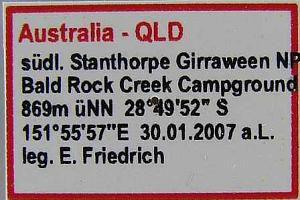 Australia - QLD
südl. Stanthorpe Girraween NP
Bald Rock Creek Campground
869m üNN 28°49'52" S
151°55'57"E 30.01.2007 a.L.
leg. E. Friedrich